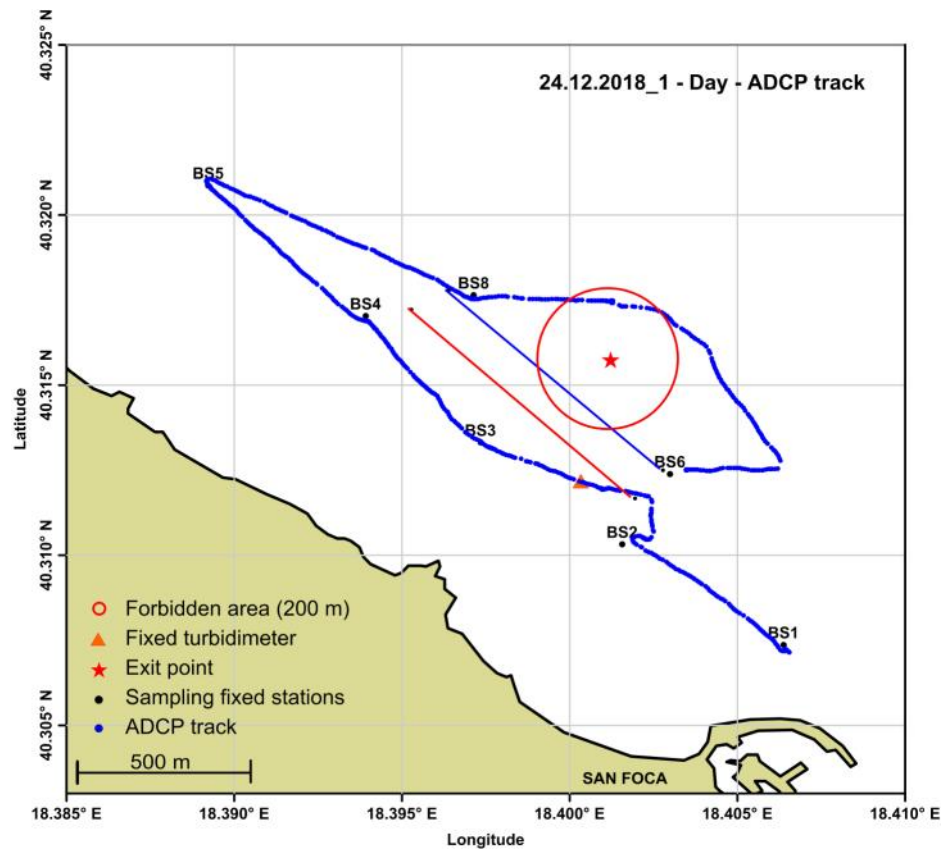 24.12.2018_1 - Day - ADCP track
40.325° N
40.320° N
40.315° N
40.310° N
40.305° N
Latitude
BS5
BS8
BS4
BS3
BS6
BS2
BS1
Forbidden area (200 m)
Fixed turbidimeter
Exit point
Sampling fixed stations
ADCP track
500 m
SAN FOCA
18.385° E
18.390° E
18.395° E
18.400° E
18.405° E
18.410° E
Longitude